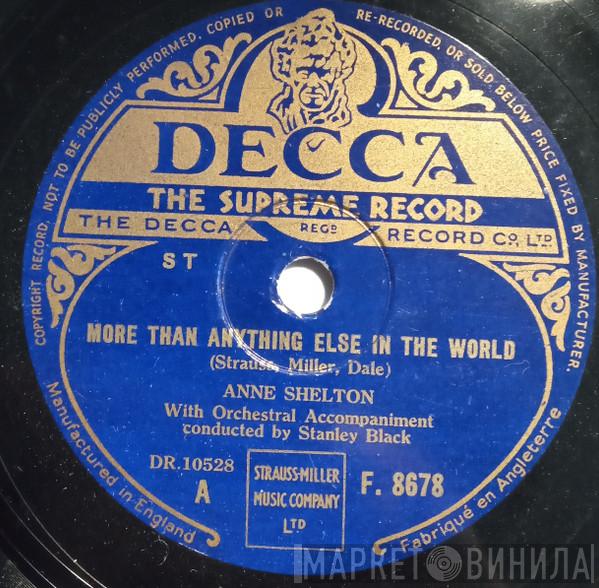 COPYRIGHT RECORD, NOT TO BE PUBLICLY PERFORMED, COPIED OR RE-RECORDED, OR SOLD BELOW PRICE FIXED BY MANUFACTURER.
DECCA
THE SUPREME RECORD
THE DECCA REGD RECORD CO., LTD
ST
MORE THAN ANYTHING ELSE IN THE WORLD
(Strauss, Miller, Dale)
ANNE SHELTON
With Orchestral Accompaniment
conducted by Stanley Black
DR.10528
A
STRAUSS-MILLER
MUSIC COMPANY
LTD
F. 8678
Manufactured in England
Fabriqué en Angleterre
МАРКЕТ ВИНИЛА